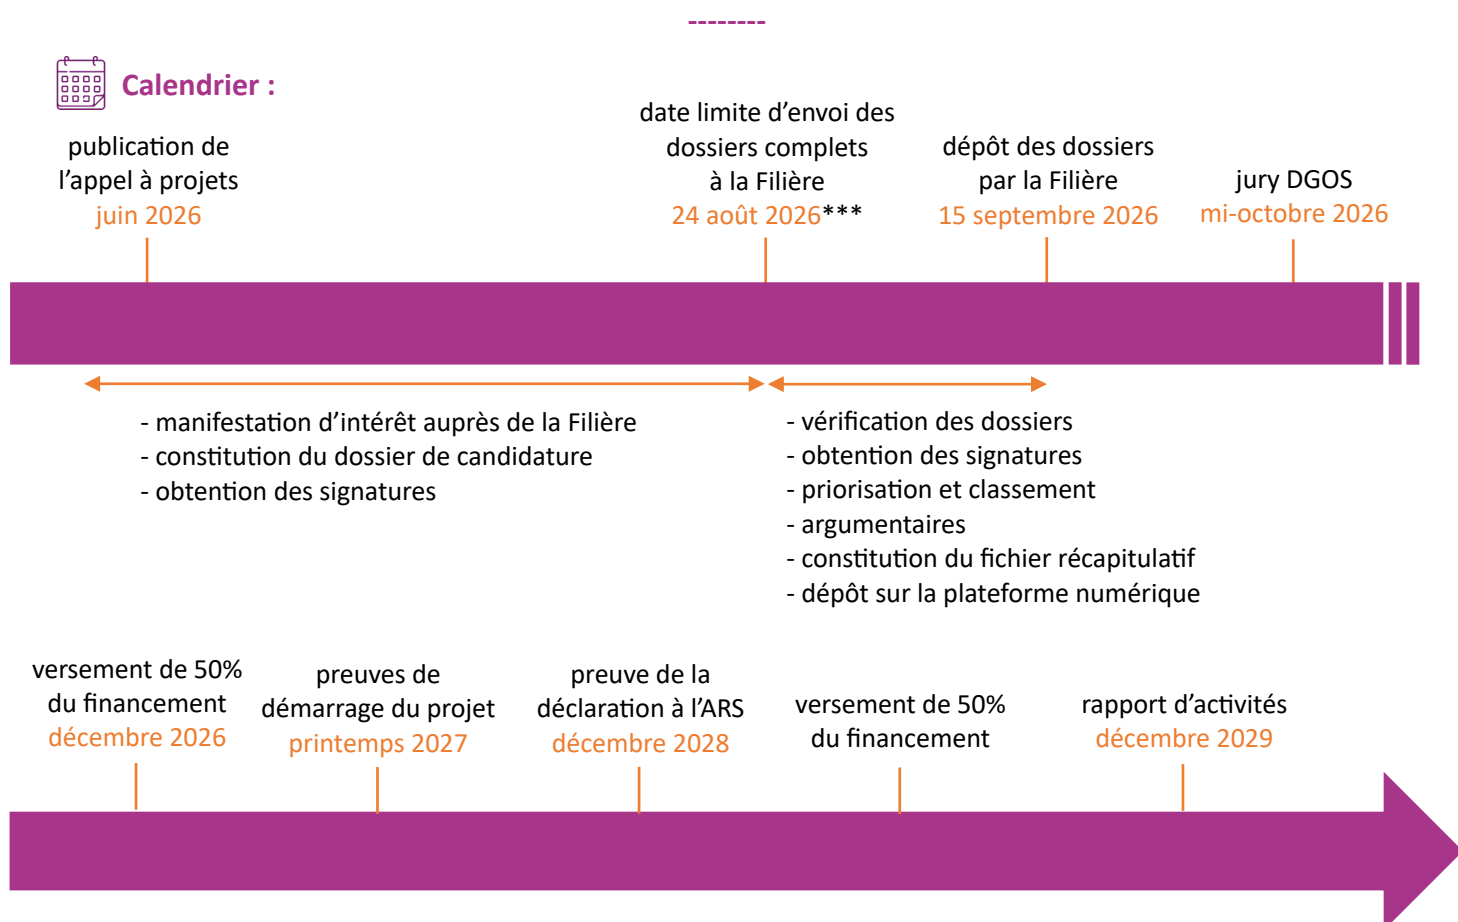 --------
Calendrier :
publication de
l'appel à projets
juin 2026
date limite d'envoi des
dossiers complets
à la Filière
24 août 2026***
dépôt des dossiers
par la Filière
15 septembre 2026
jury DGOS
mi-octobre 2026
- manifestation d'intérêt auprès de la Filière
- constitution du dossier de candidature
- obtention des signatures
- vérification des dossiers
- obtention des signatures
- priorisation et classement
- argumentaires
- constitution du fichier récapitulatif
- dépôt sur la plateforme numérique
versement de 50%
du financement
décembre 2026
preuves de
démarrage du projet
printemps 2027
preuve de la
déclaration à l'ARS
décembre 2028
versement de 50%
du financement
rapport d'activités
décembre 2029